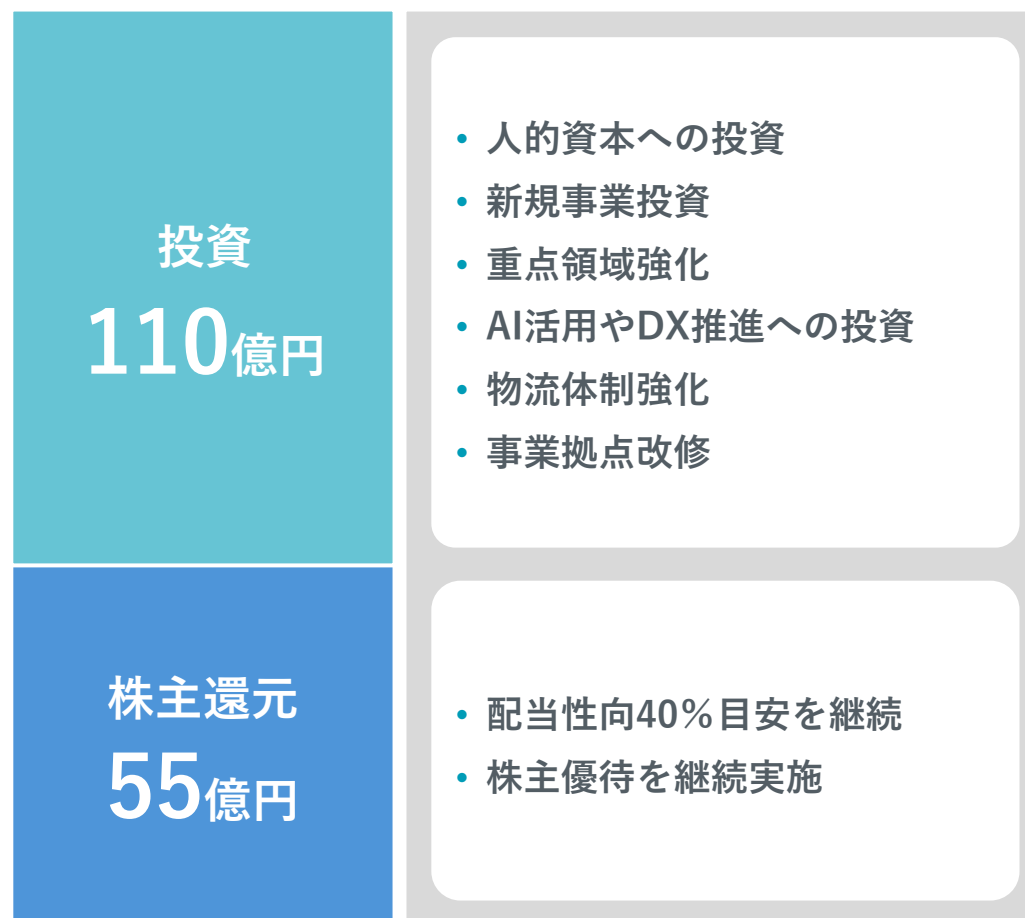 投資
110億円
• 人的資本への投資
• 新規事業投資
• 重点領域強化
• AI活用やDX推進への投資
• 物流体制強化
• 事業拠点改修
株主還元
55億円
• 配当性向40%目安を継続
• 株主優待を継続実施